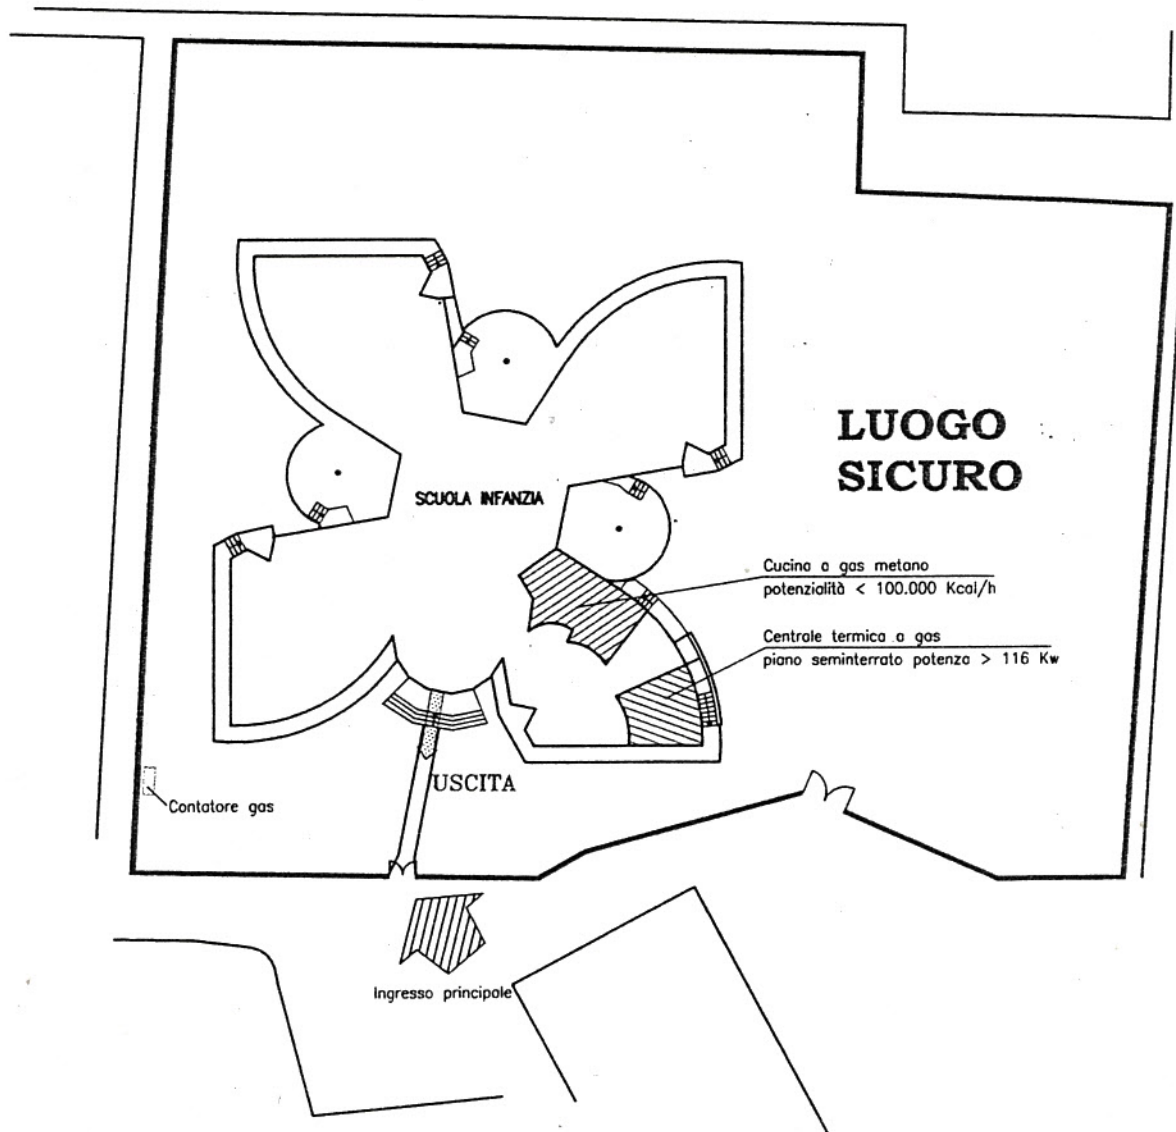 LUOGO
SICURO
SCUOLA INFANZIA
Cucina a gas metano
potenzialità < 100.000 Kcal/h
Centrale termica a gas
piano seminterrato potenza > 116 Kw
USCITA
Contatore gas
Ingresso principale